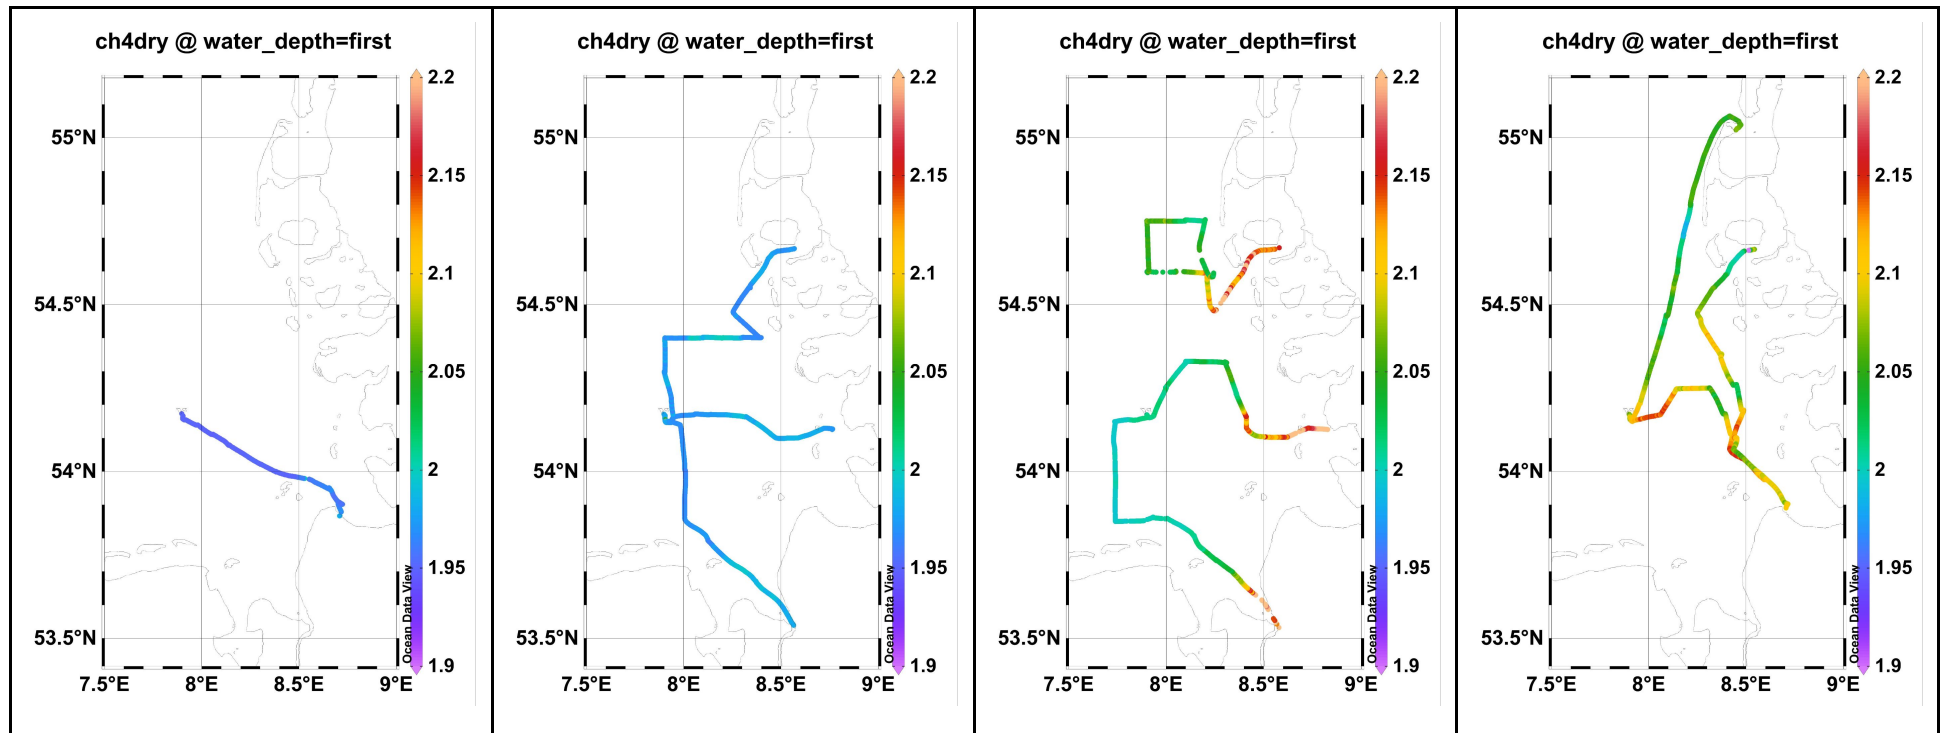 ch4dry @ water_depth=first
2.2
55°N
2.15
2.1
54.5°N
2.05
2
54°N
1.95
53.5°N
1.9
Ocean Data View
7.5°E 8°E 8.5°E 9°E
ch4dry @ water_depth=first
2.2
55°N
2.15
2.1
54.5°N
2.05
2
54°N
1.95
53.5°N
1.9
Ocean Data View
7.5°E 8°E 8.5°E 9°E
ch4dry @ water_depth=first
2.2
55°N
2.15
2.1
54.5°N
2.05
2
54°N
1.95
53.5°N
1.9
Ocean Data View
7.5°E 8°E 8.5°E 9°E
ch4dry @ water_depth=first
2.2
55°N
2.15
2.1
54.5°N
2.05
2
54°N
1.95
53.5°N
1.9
Ocean Data View
7.5°E 8°E 8.5°E 9°E